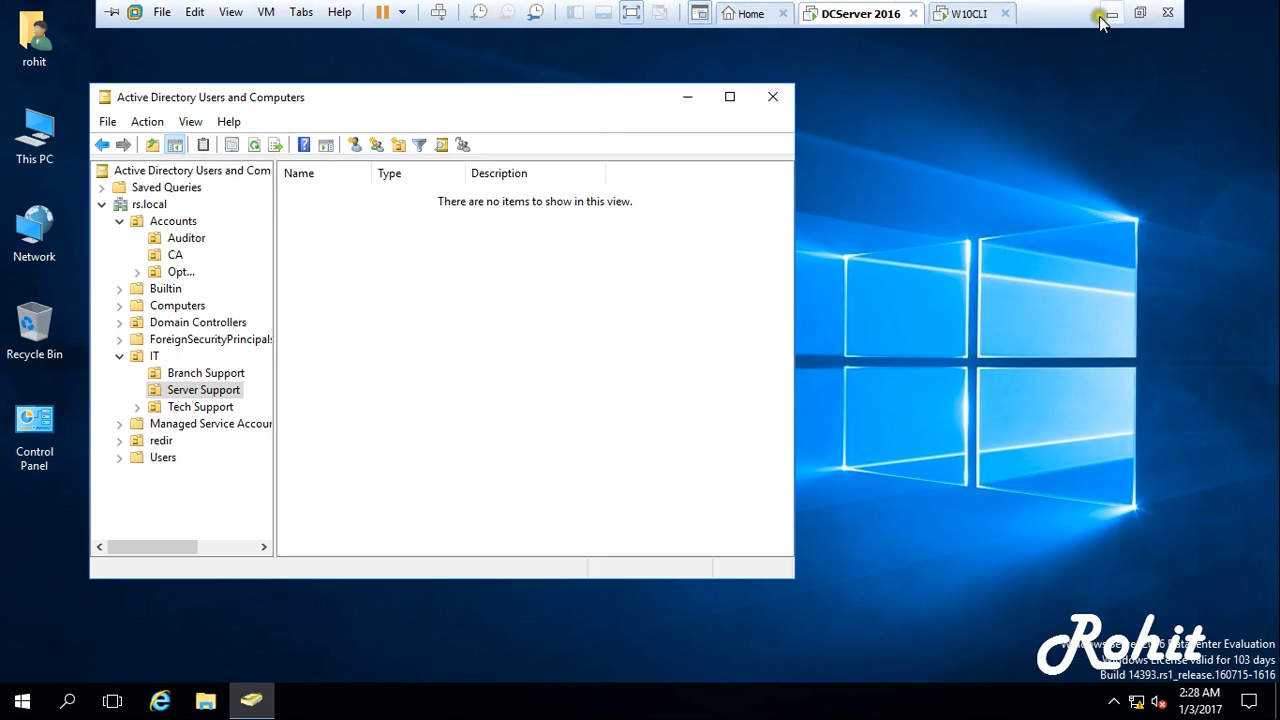 File Edit View VM Tabs Help
Home DCServer 2016 W10CLI
rohit
This PC
Network
Recycle Bin
Control
Panel
Active Directory Users and Computers
File Action View Help
Active Directory Users and Com
Saved Queries
rs.local
Accounts
Auditor
CA
Opt...
Builtin
Computers
Domain Controllers
ForeignSecurityPrincipals
IT
Branch Support
Server Support
Tech Support
Managed Service Accour
redir
Users
Name Type Description
There are no items to show in this view.
Rohit
Datacenter Evaluation
Windows License valid for 103 days
Build 14393.rs1_release.160715-1616
2:28 AM
1/3/2017